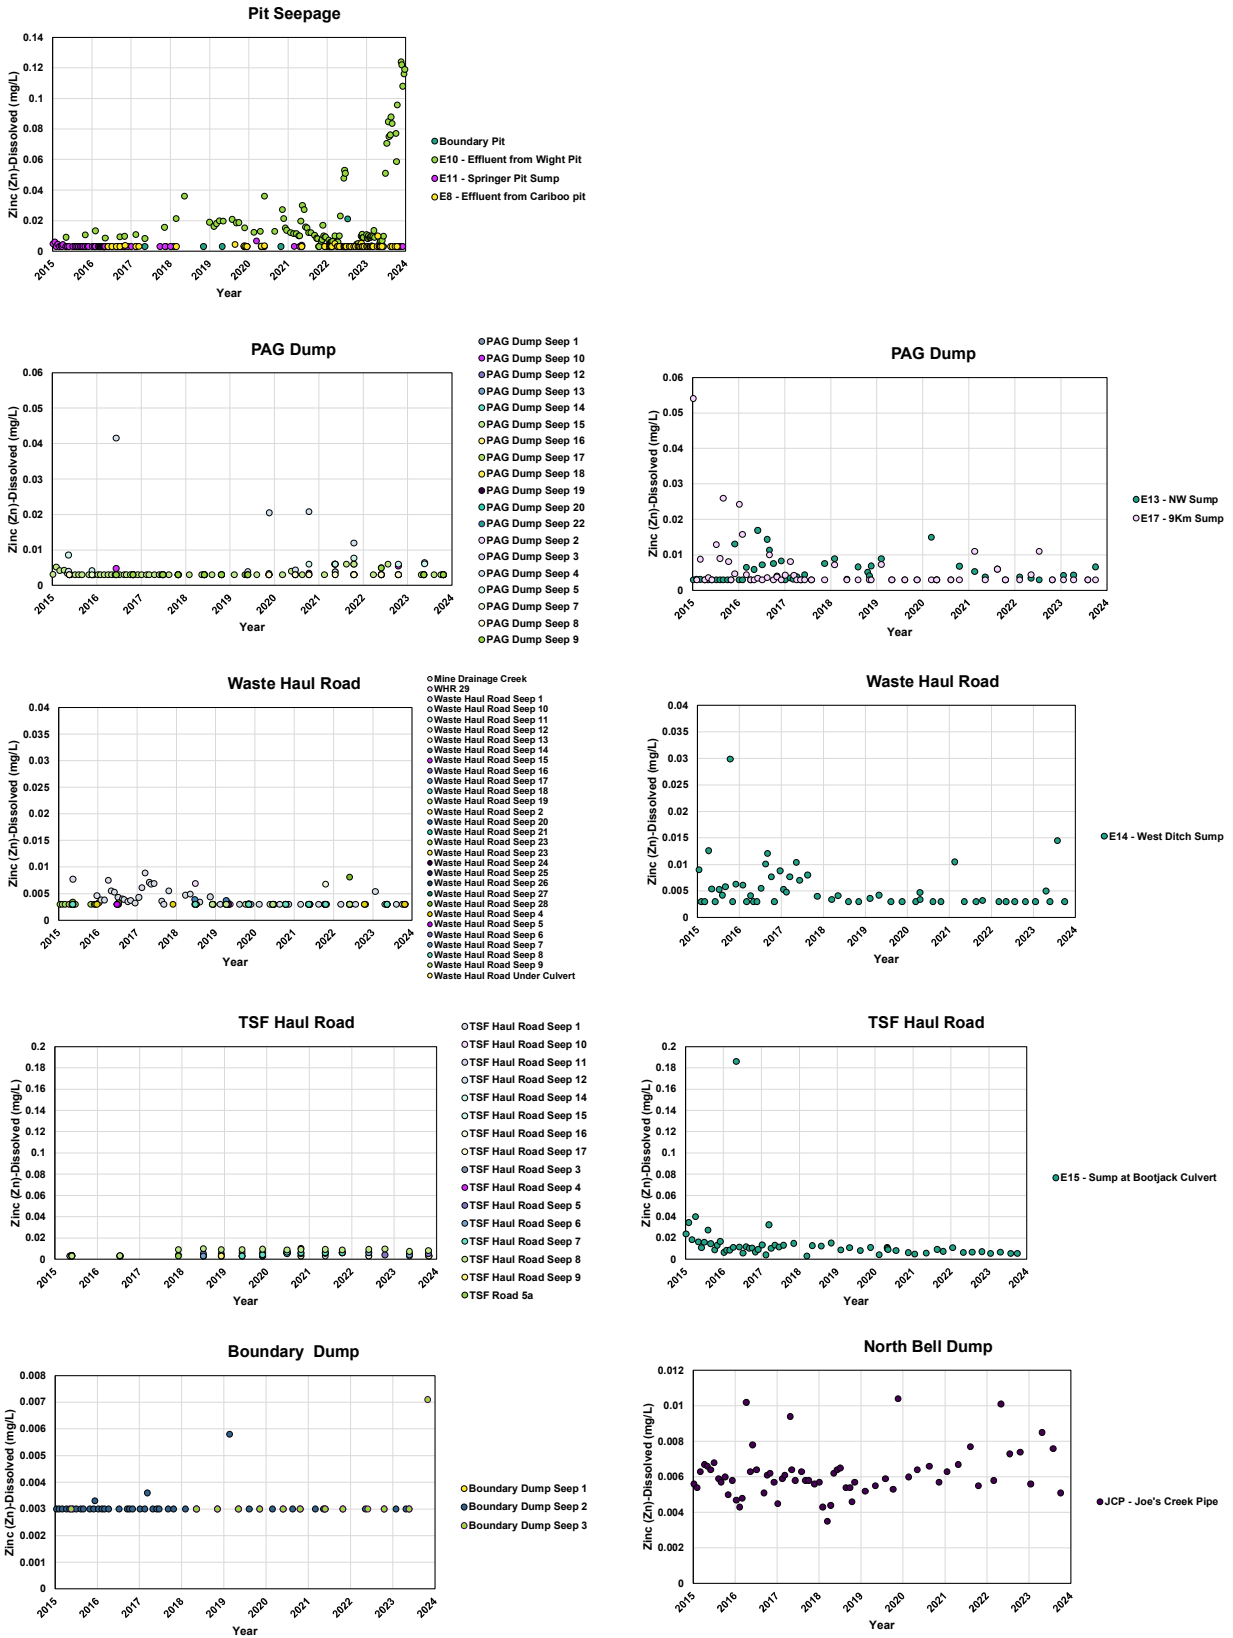 Pit Seepage
Zinc (Zn)-Dissolved (mg/L)
0.14
0.12
0.1
0.08
0.06
0.04
0.02
0
2015 2016 2017 2018 2019 2020 2021 2022 2023 2024
Year
Boundary Pit
E10 - Effluent from Wight Pit
E11 - Springer Pit Sump
E8 - Effluent from Cariboo pit
PAG Dump
Zinc (Zn)-Dissolved (mg/L)
0.06
0.05
0.04
0.03
0.02
0.01
0
2015 2016 2017 2018 2019 2020 2021 2022 2023 2024
Year
PAG Dump Seep 1
PAG Dump Seep 10
PAG Dump Seep 12
PAG Dump Seep 13
PAG Dump Seep 14
PAG Dump Seep 15
PAG Dump Seep 16
PAG Dump Seep 17
PAG Dump Seep 18
PAG Dump Seep 19
PAG Dump Seep 20
PAG Dump Seep 22
PAG Dump Seep 2
PAG Dump Seep 3
PAG Dump Seep 4
PAG Dump Seep 5
PAG Dump Seep 7
PAG Dump Seep 8
PAG Dump Seep 9
PAG Dump
Zinc (Zn)-Dissolved (mg/L)
0.06
0.05
0.04
0.03
0.02
0.01
0
2015 2016 2017 2018 2019 2020 2021 2022 2023 2024
Year
E13 - NW Sump
E17 - 9Km Sump
Waste Haul Road
Zinc (Zn)-Dissolved (mg/L)
0.04
0.035
0.03
0.025
0.02
0.015
0.01
0.005
0
2015 2016 2017 2018 2019 2020 2021 2022 2023 2024
Year
Mine Drainage Creek
WHR 29
Waste Haul Road Seep 1
Waste Haul Road Seep 10
Waste Haul Road Seep 11
Waste Haul Road Seep 12
Waste Haul Road Seep 13
Waste Haul Road Seep 14
Waste Haul Road Seep 15
Waste Haul Road Seep 16
Waste Haul Road Seep 17
Waste Haul Road Seep 18
Waste Haul Road Seep 19
Waste Haul Road Seep 2
Waste Haul Road Seep 20
Waste Haul Road Seep 21
Waste Haul Road Seep 23
Waste Haul Road Seep 23
Waste Haul Road Seep 24
Waste Haul Road Seep 25
Waste Haul Road Seep 26
Waste Haul Road Seep 27
Waste Haul Road Seep 28
Waste Haul Road Seep 4
Waste Haul Road Seep 5
Waste Haul Road Seep 6
Waste Haul Road Seep 7
Waste Haul Road Seep 8
Waste Haul Road Seep 9
Waste Haul Road Under Culvert
Waste Haul Road
Zinc (Zn)-Dissolved (mg/L)
0.04
0.035
0.03
0.025
0.02
0.015
0.01
0.005
0
2015 2016 2017 2018 2019 2020 2021 2022 2023 2024
Year
E14 - West Ditch Sump
TSF Haul Road
Zinc (Zn)-Dissolved (mg/L)
0.2
0.18
0.16
0.14
0.12
0.1
0.08
0.06
0.04
0.02
0
2015 2016 2017 2018 2019 2020 2021 2022 2023 2024
Year
TSF Haul Road Seep 1
TSF Haul Road Seep 10
TSF Haul Road Seep 11
TSF Haul Road Seep 12
TSF Haul Road Seep 14
TSF Haul Road Seep 15
TSF Haul Road Seep 16
TSF Haul Road Seep 17
TSF Haul Road Seep 3
TSF Haul Road Seep 4
TSF Haul Road Seep 5
TSF Haul Road Seep 6
TSF Haul Road Seep 7
TSF Haul Road Seep 8
TSF Haul Road Seep 9
TSF Road 5a
TSF Haul Road
Zinc (Zn)-Dissolved (mg/L)
0.2
0.18
0.16
0.14
0.12
0.1
0.08
0.06
0.04
0.02
0
2015 2016 2017 2018 2019 2020 2021 2022 2023 2024
Year
E15 - Sump at Bootjack Culvert
Boundary Dump
Zinc (Zn)-Dissolved (mg/L)
0.008
0.007
0.006
0.005
0.004
0.003
0.002
0.001
0
2015 2016 2017 2018 2019 2020 2021 2022 2023 2024
Year
Boundary Dump Seep 1
Boundary Dump Seep 2
Boundary Dump Seep 3
North Bell Dump
Zinc (Zn)-Dissolved (mg/L)
0.012
0.01
0.008
0.006
0.004
0.002
0
2015 2016 2017 2018 2019 2020 2021 2022 2023 2024
Year
JCP - Joe's Creek Pipe